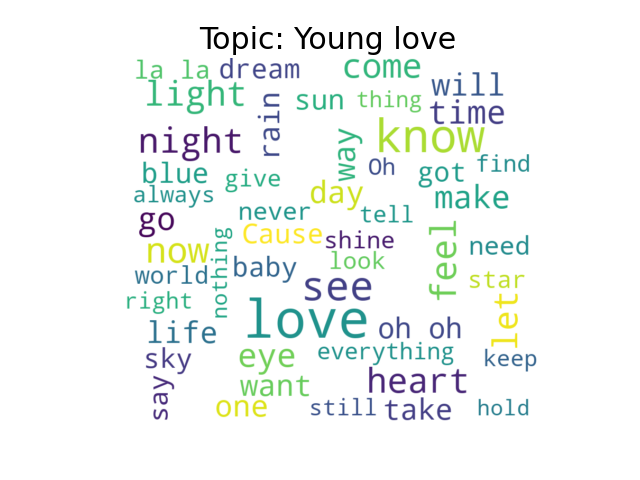 Topic: Young love
la la dream come
light sun thing will
rain time
night know
way Oh got find
blue give
always day make
go never tell
Cause shine
now look need
nothing feel
world baby star
right see
love oh oh let
life
sky eye everything keep
want heart
say one still take hold